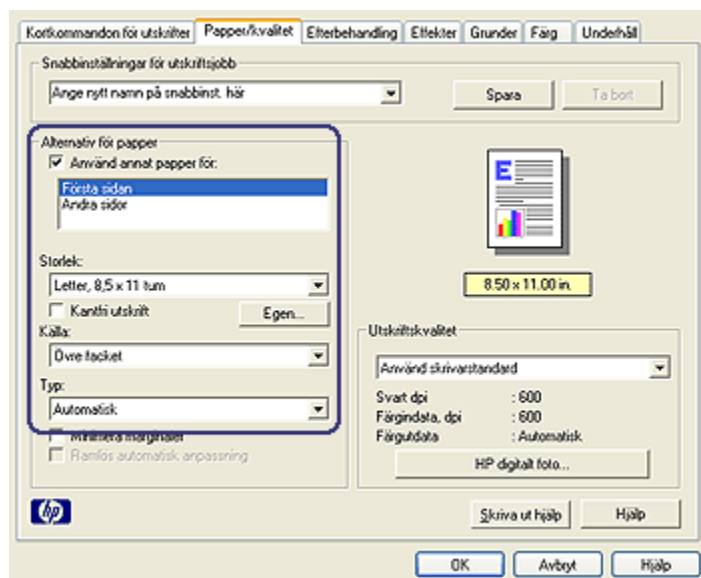 Kortkommandon för utskrifter Papper/kvalitet Efterbehandling Effekter Grunder Färg Underhåll
Snabbinställningar för utskriftsjobb
Ange nytt namn på snabbinst. här
Spara Ta bort
Alternativ för papper
Använd annat papper för:
Första sidan
Andra sidor
E
Storlek:
Letter, 8,5 x 11 tum
8.50 x 11.00 in.
Kantfri utskrift Egen...
Källa:
Övre facket
Typ:
Automatisk
Minimera marginaler
Ramlös automatisk anpassning
Utskriftskvalitet
Använd skrivarstandard
Svart dpi : 600
Färgindata, dpi : 600
Färgutdata : Automatisk
HP digitalt foto...
hp
Skriva ut hjälp Hjälp
OK Avbryt Hjälp